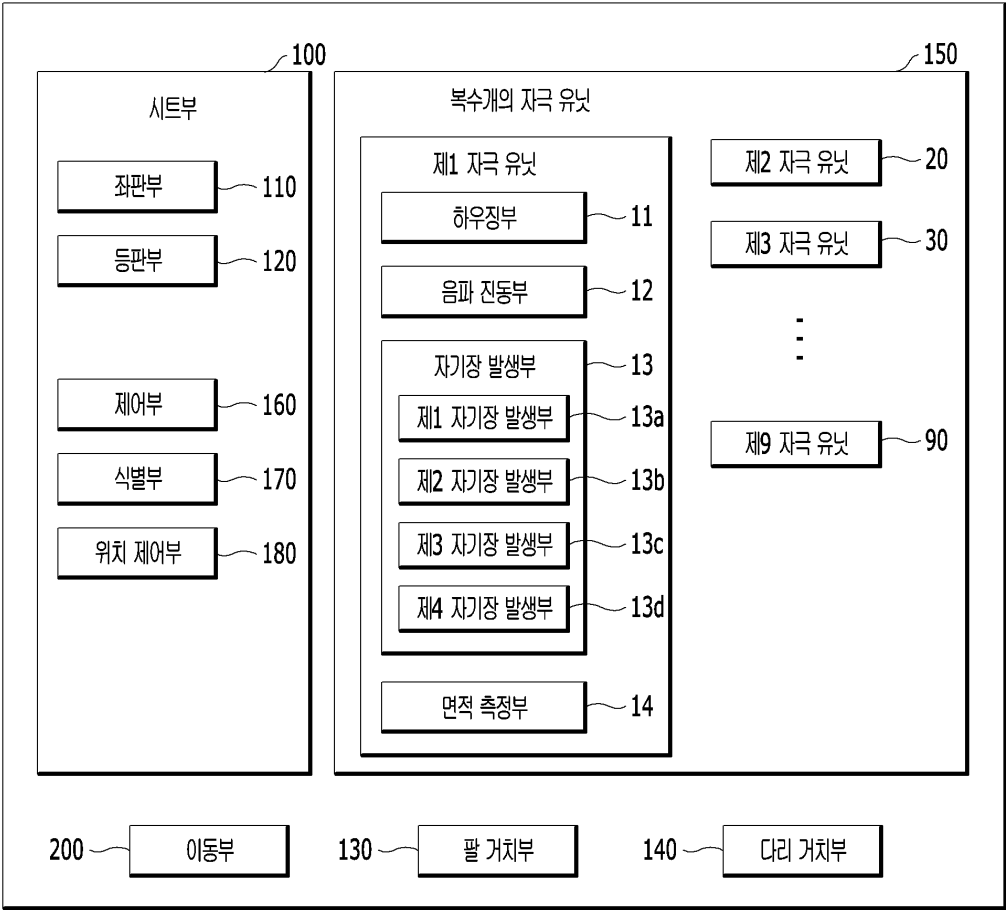 100
시트부
좌판부 110
등판부 120
제어부 160
식별부 170
위치 제어부 180
150
복수개의 자극 유닛
제1 자극 유닛
하우징부 11
음파 진동부 12
자기장 발생부 13
제1 자기장 발생부 13a
제2 자기장 발생부 13b
제3 자기장 발생부 13c
제4 자기장 발생부 13d
면적 측정부 14
제2 자극 유닛 20
제3 자극 유닛 30
제9 자극 유닛 90
200 이동부
130 팔 거치부
140 다리 거치부